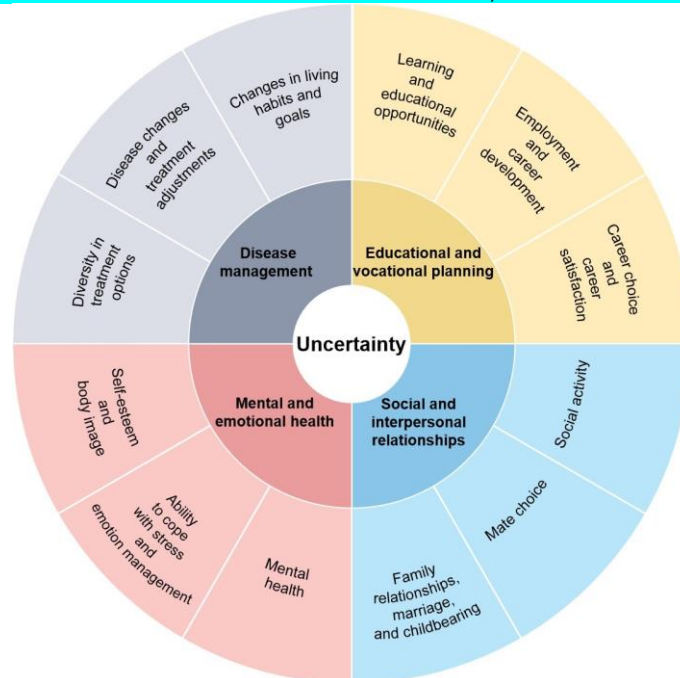 Changes in living
habits and
goals
Disease changes
and
treatment
adjustments
Diversity in
treatment
options
Disease
management
Learning
and
educational
opportunities
Employment
and
career
development
Career choice
and
career
satisfaction
Educational and
vocational planning
Uncertainty
Mental and
emotional health
Self-esteem
and
body image
Ability
to cope
with stress
and
emotion management
Mental
health
Social and
interpersonal
relationships
Social activity
Mate choice
Family
relationships,
marriage,
and childbearing